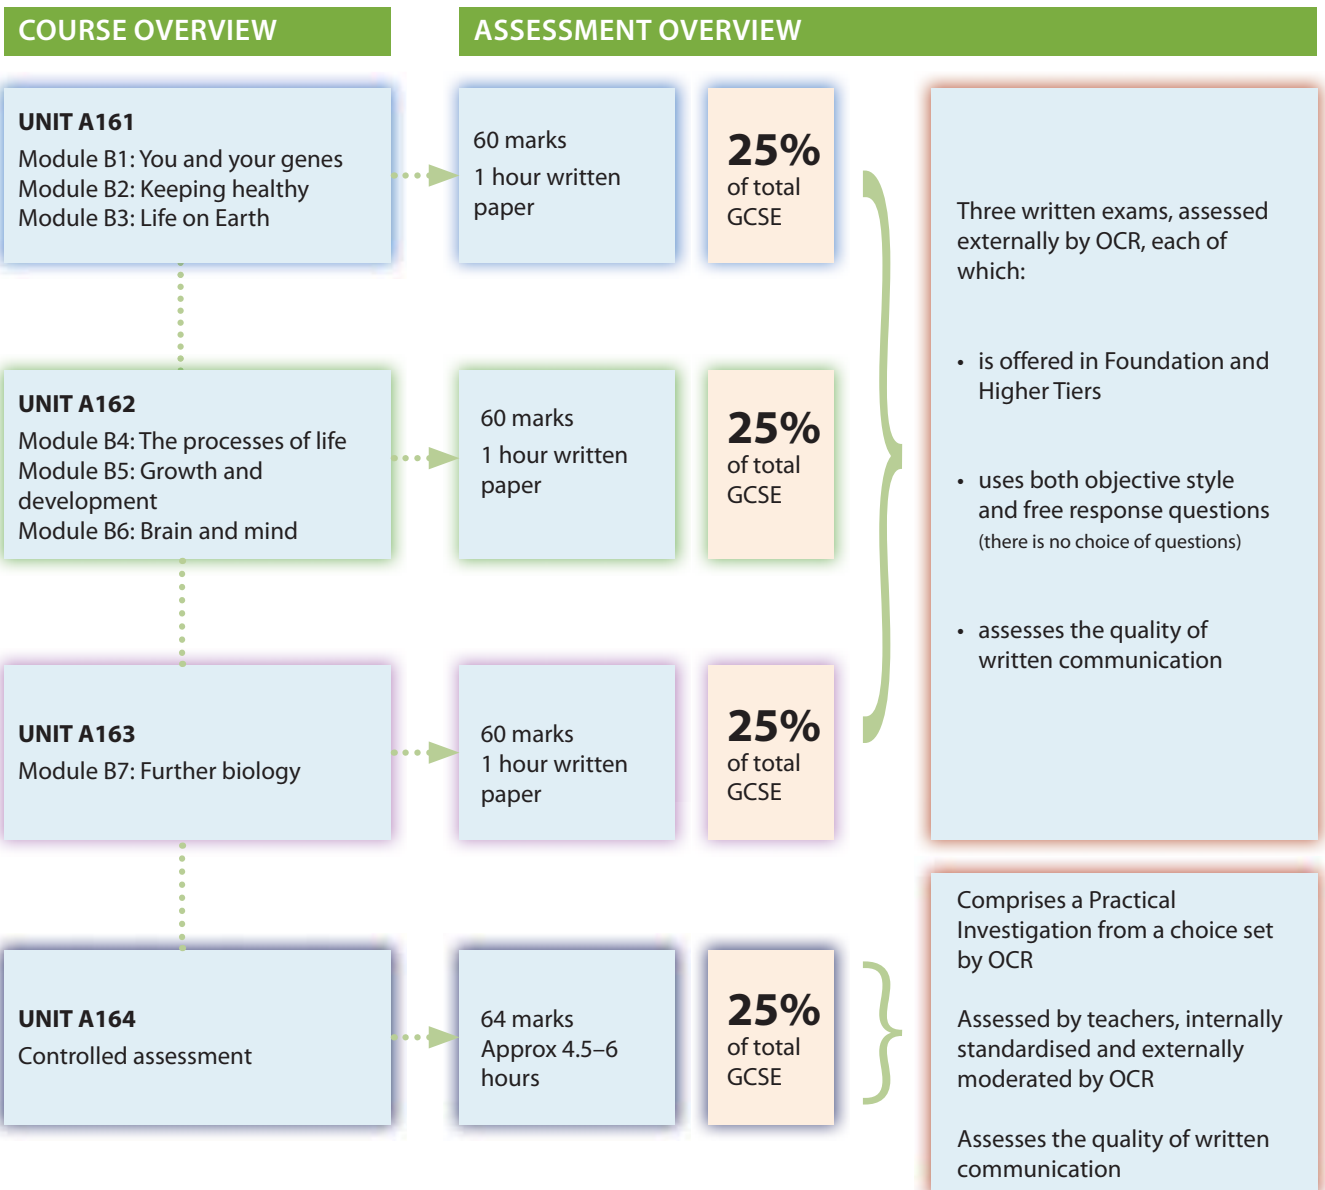 COURSE OVERVIEW
ASSESSMENT OVERVIEW
UNIT A161
Module B1: You and your genes
Module B2: Keeping healthy
Module B3: Life on Earth
60 marks
1 hour written
paper
25%
of total
GCSE
UNIT A162
Module B4: The processes of life
Module B5: Growth and
development
Module B6: Brain and mind
60 marks
1 hour written
paper
25%
of total
GCSE
UNIT A163
Module B7: Further biology
60 marks
1 hour written
paper
25%
of total
GCSE
Three written exams, assessed
externally by OCR, each of
which:
• is offered in Foundation and
Higher Tiers
• uses both objective style
and free response questions
(there is no choice of questions)
• assesses the quality of
written communication
UNIT A164
Controlled assessment
64 marks
Approx 4.5–6
hours
25%
of total
GCSE
Comprises a Practical
Investigation from a choice set
by OCR
Assessed by teachers, internally
standardised and externally
moderated by OCR
Assesses the quality of written
communication